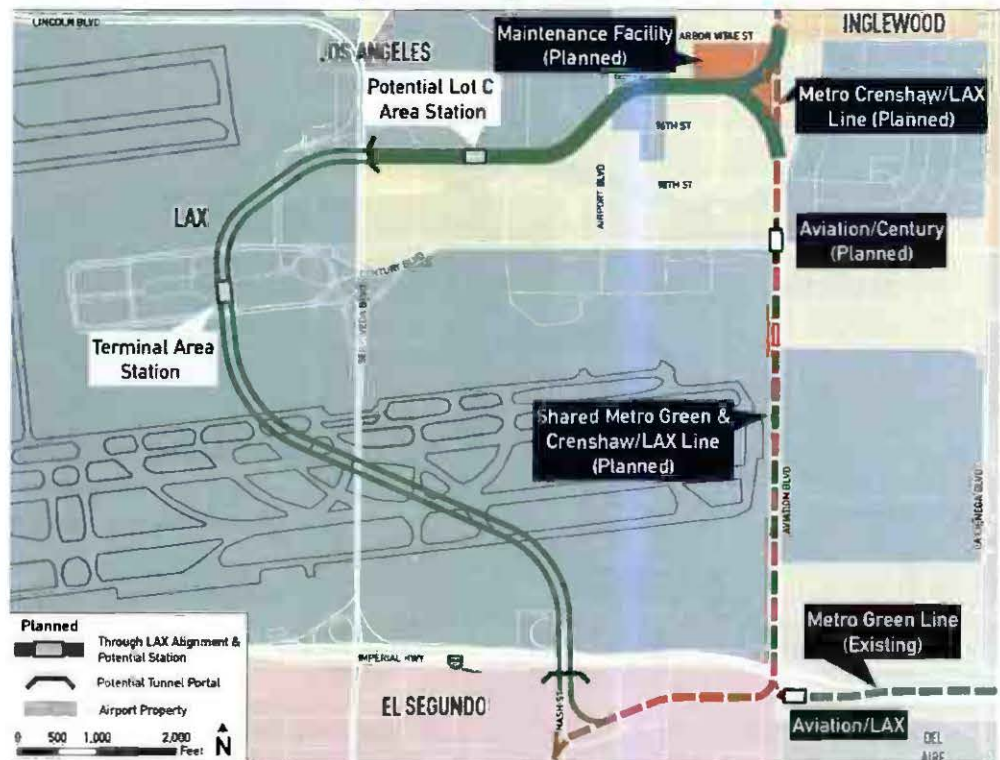 LINCOLN BLVD
LOS ANGELES
INGLEWOOD
Maintenance Facility
(Planned)
ARBOR VITAE ST
Potential Lot C
Area Station
Metro Crenshaw/LAX
Line (Planned)
96TH ST
98TH ST
AIRPORT BLVD
LAX
Aviation/Century
(Planned)
CENTURY BLVD
SEPULVEDA BLVD
Terminal Area
Station
Shared Metro Green &
Crenshaw/LAX Line
(Planned)
AVIATION BLVD
LA CIENEGA BLVD
Metro Green Line
(Existing)
IMPERIAL HWY
EL SEGUNDO
NASH ST
Aviation/LAX
DEL
AIRE
Planned
Through LAX Alignment &
Potential Station
Potential Tunnel Portal
Airport Property
0 500 1,000 2,000
Feet
N